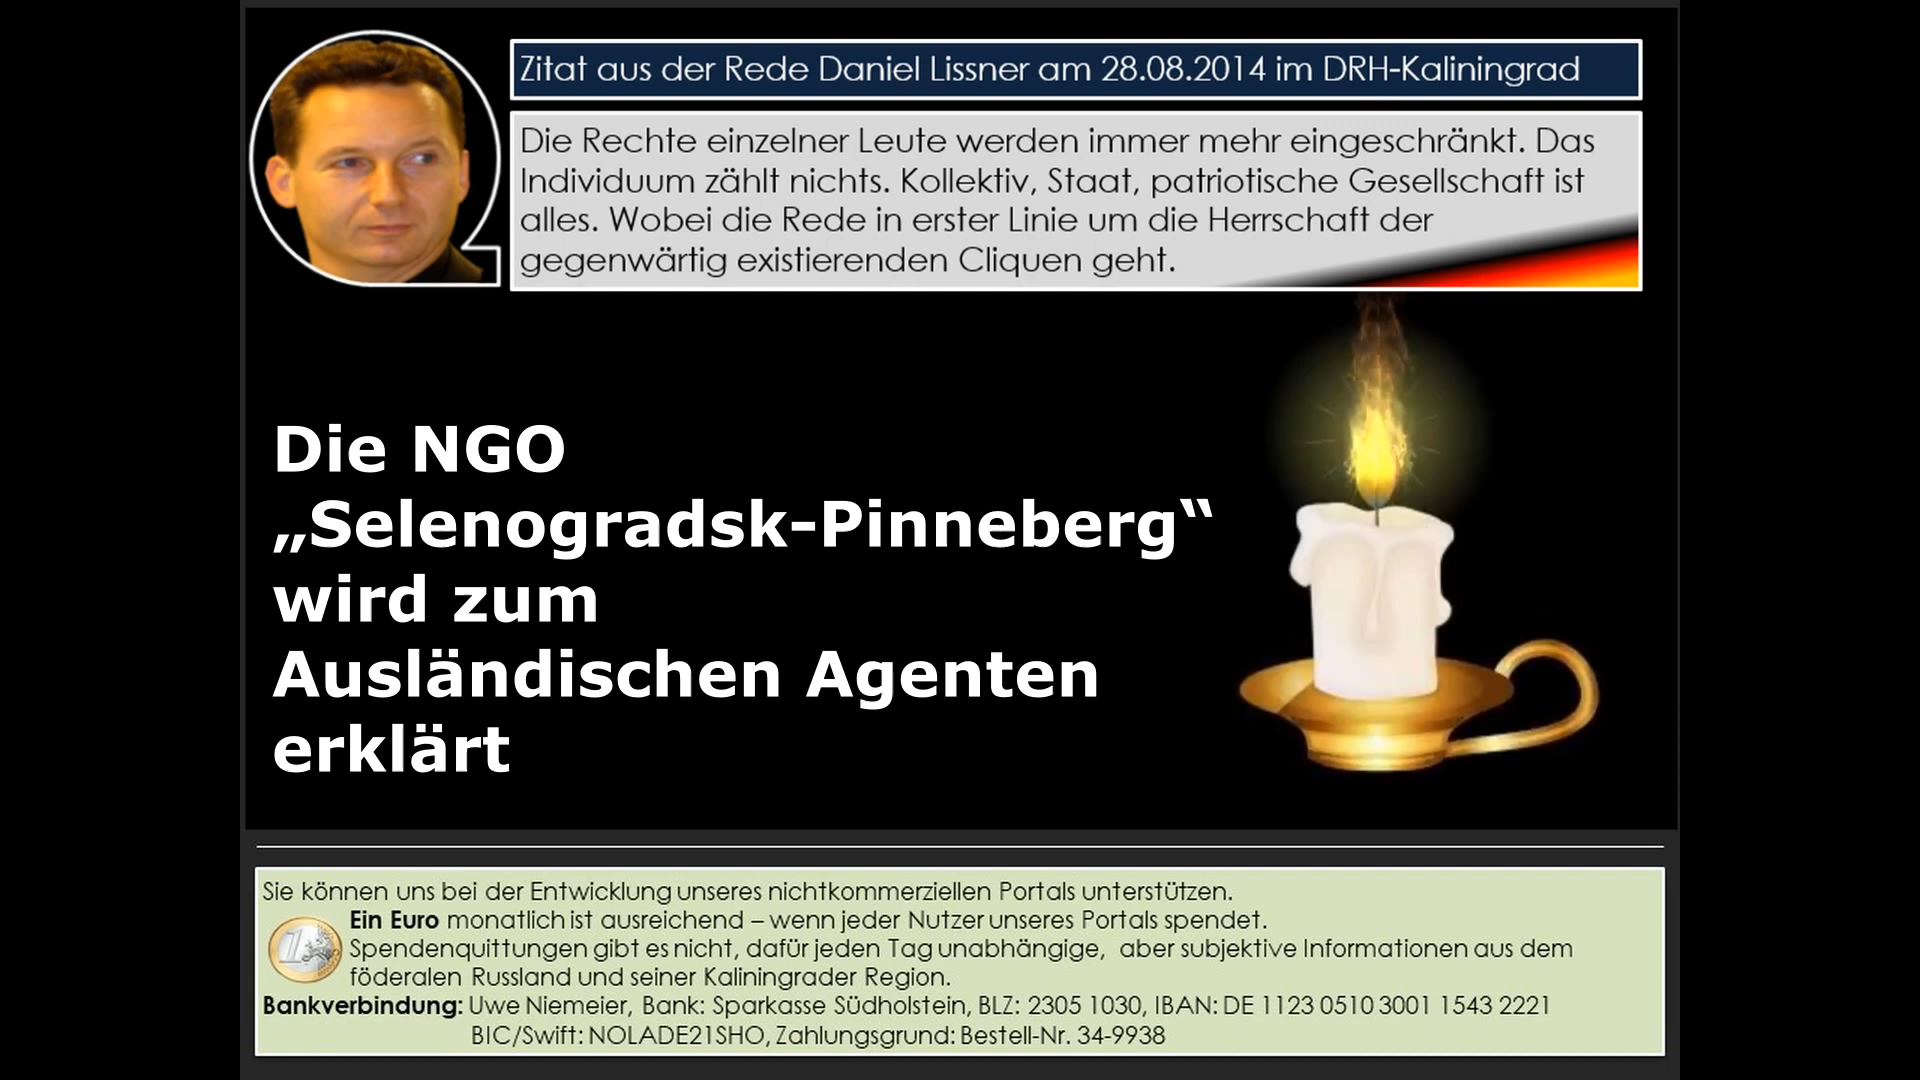 Zitat aus der Rede Daniel Lissner am 28.08.2014 im DRH-Kaliningrad
Die Rechte einzelner Leute werden immer mehr eingeschränkt. Das
Individuum zählt nichts. Kollektiv, Staat, patriotische Gesellschaft ist
alles. Wobei die Rede in erster Linie um die Herrschaft der
gegenwärtig existierenden Cliquen geht.
Die NGO
„Selenogradsk-Pinneberg“
wird zum
Ausländischen Agenten
erklärt
Sie können uns bei der Entwicklung unseres nichtkommerziellen Portals unterstützen.
Ein Euro monatlich ist ausreichend – wenn jeder Nutzer unseres Portals spendet.
Spendenquittungen gibt es nicht, dafür jeden Tag unabhängige, aber subjektive Informationen aus dem
föderalen Russland und seiner Kaliningrader Region.
Bankverbindung: Uwe Niemeier, Bank: Sparkasse Südholstein, BLZ: 2305 1030, IBAN: DE 1123 0510 3001 1543 2221
BIC/Swift: NOLADE21SHO, Zahlungsgrund: Bestell-Nr. 34-9938